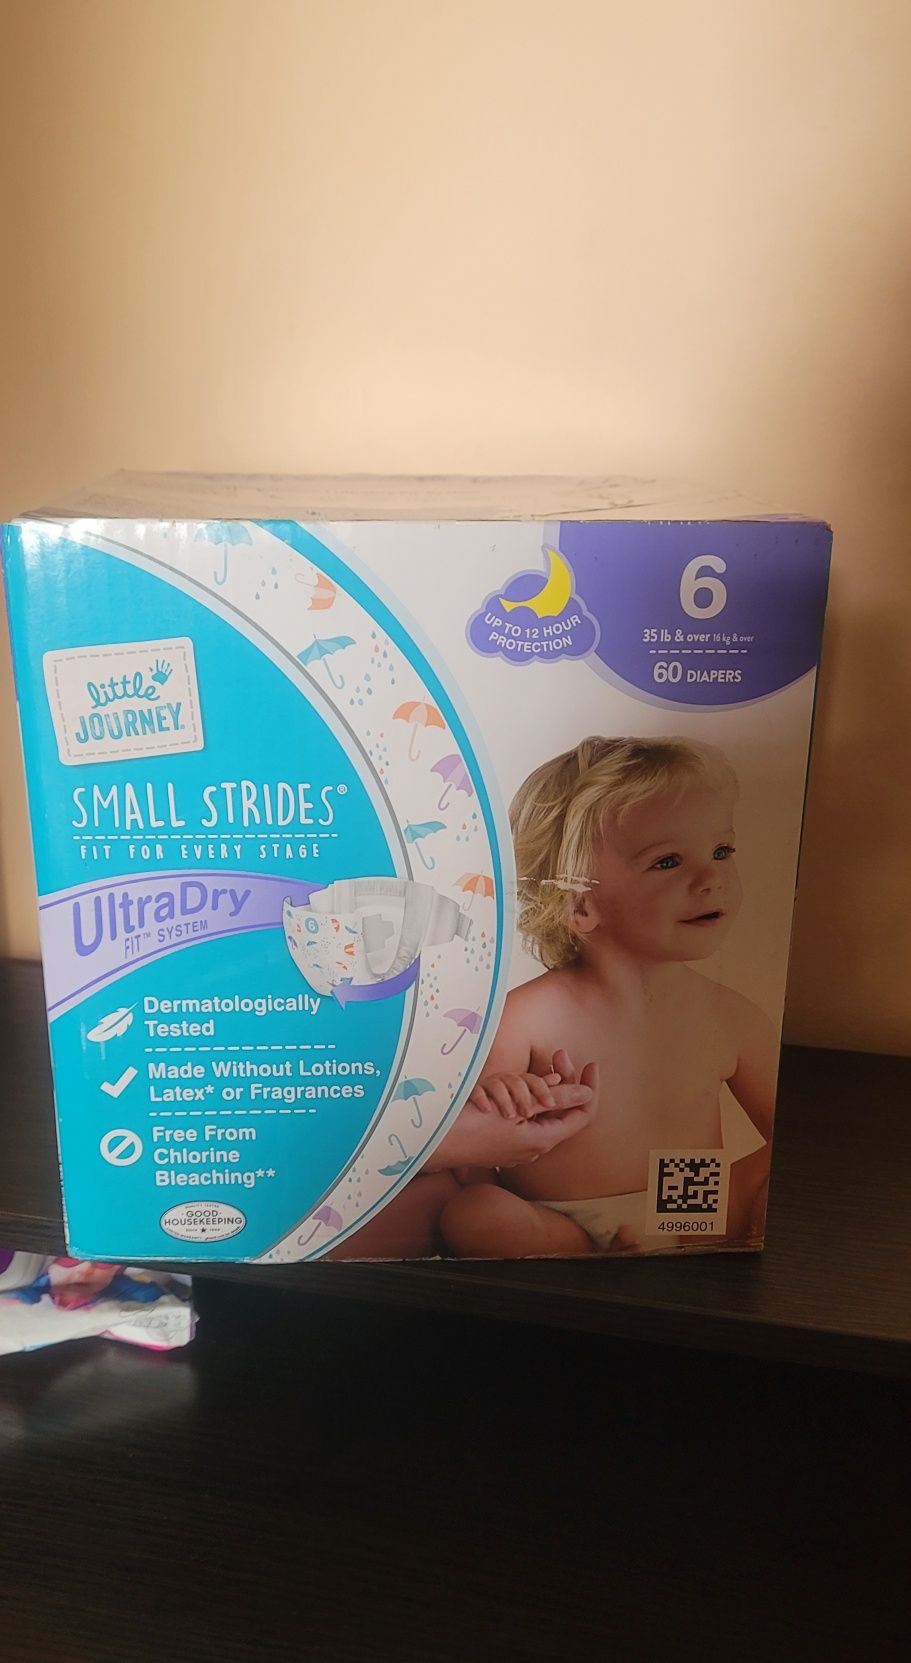 little
JOURNEY®
SMALL STRIDES®
FIT FOR EVERY STAGE
UltraDry
FIT™ SYSTEM
6
Dermatologically
Tested
Made Without Lotions,
Latex* or Fragrances
Free From
Chlorine
Bleaching**
GOOD
HOUSEKEEPING
UP TO 12 HOUR
PROTECTION
6
35 lb & over 16 kg & over
60 DIAPERS
4996001